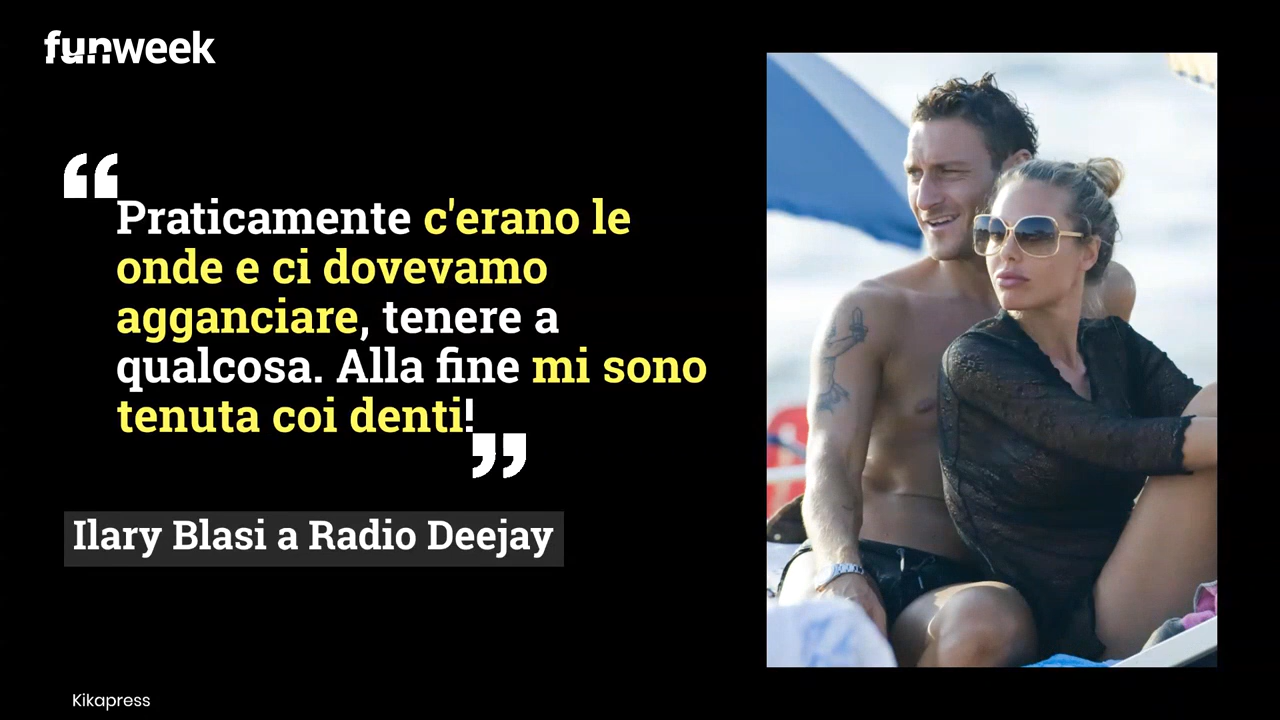 funweek
“Praticamente c'erano le
onde e ci dovevamo
agganciare, tenere a
qualcosa. Alla fine mi sono
tenuta coi denti!”
Ilary Blasi a Radio Deejay
Kikapress